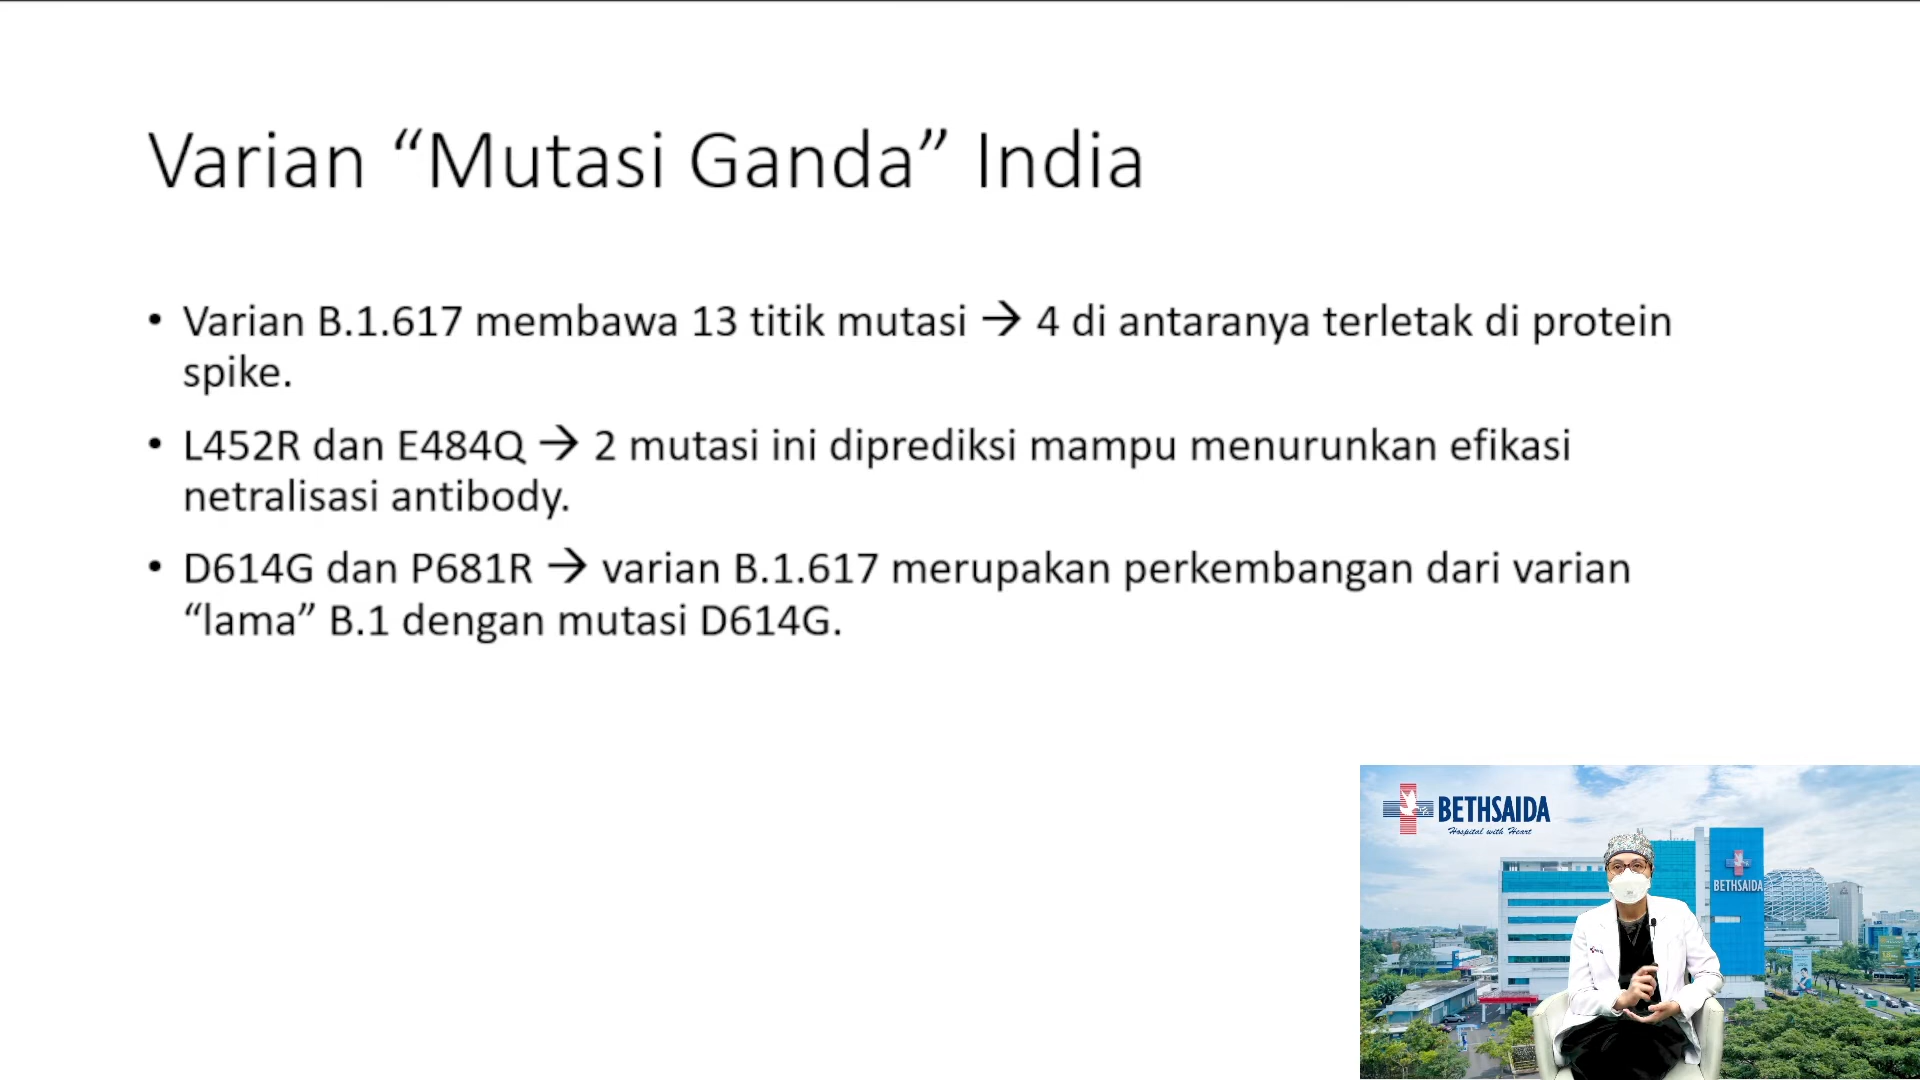 Varian “Mutasi Ganda” India
• Varian B.1.617 membawa 13 titik mutasi → 4 di antaranya terletak di protein
spike.
• L452R dan E484Q → 2 mutasi ini diprediksi mampu menurunkan efikasi
netralisasi antibody.
• D614G dan P681R → varian B.1.617 merupakan perkembangan dari varian
“lama” B.1 dengan mutasi D614G.
BETHSAIDA
Hospital with Heart
BETHSAIDA